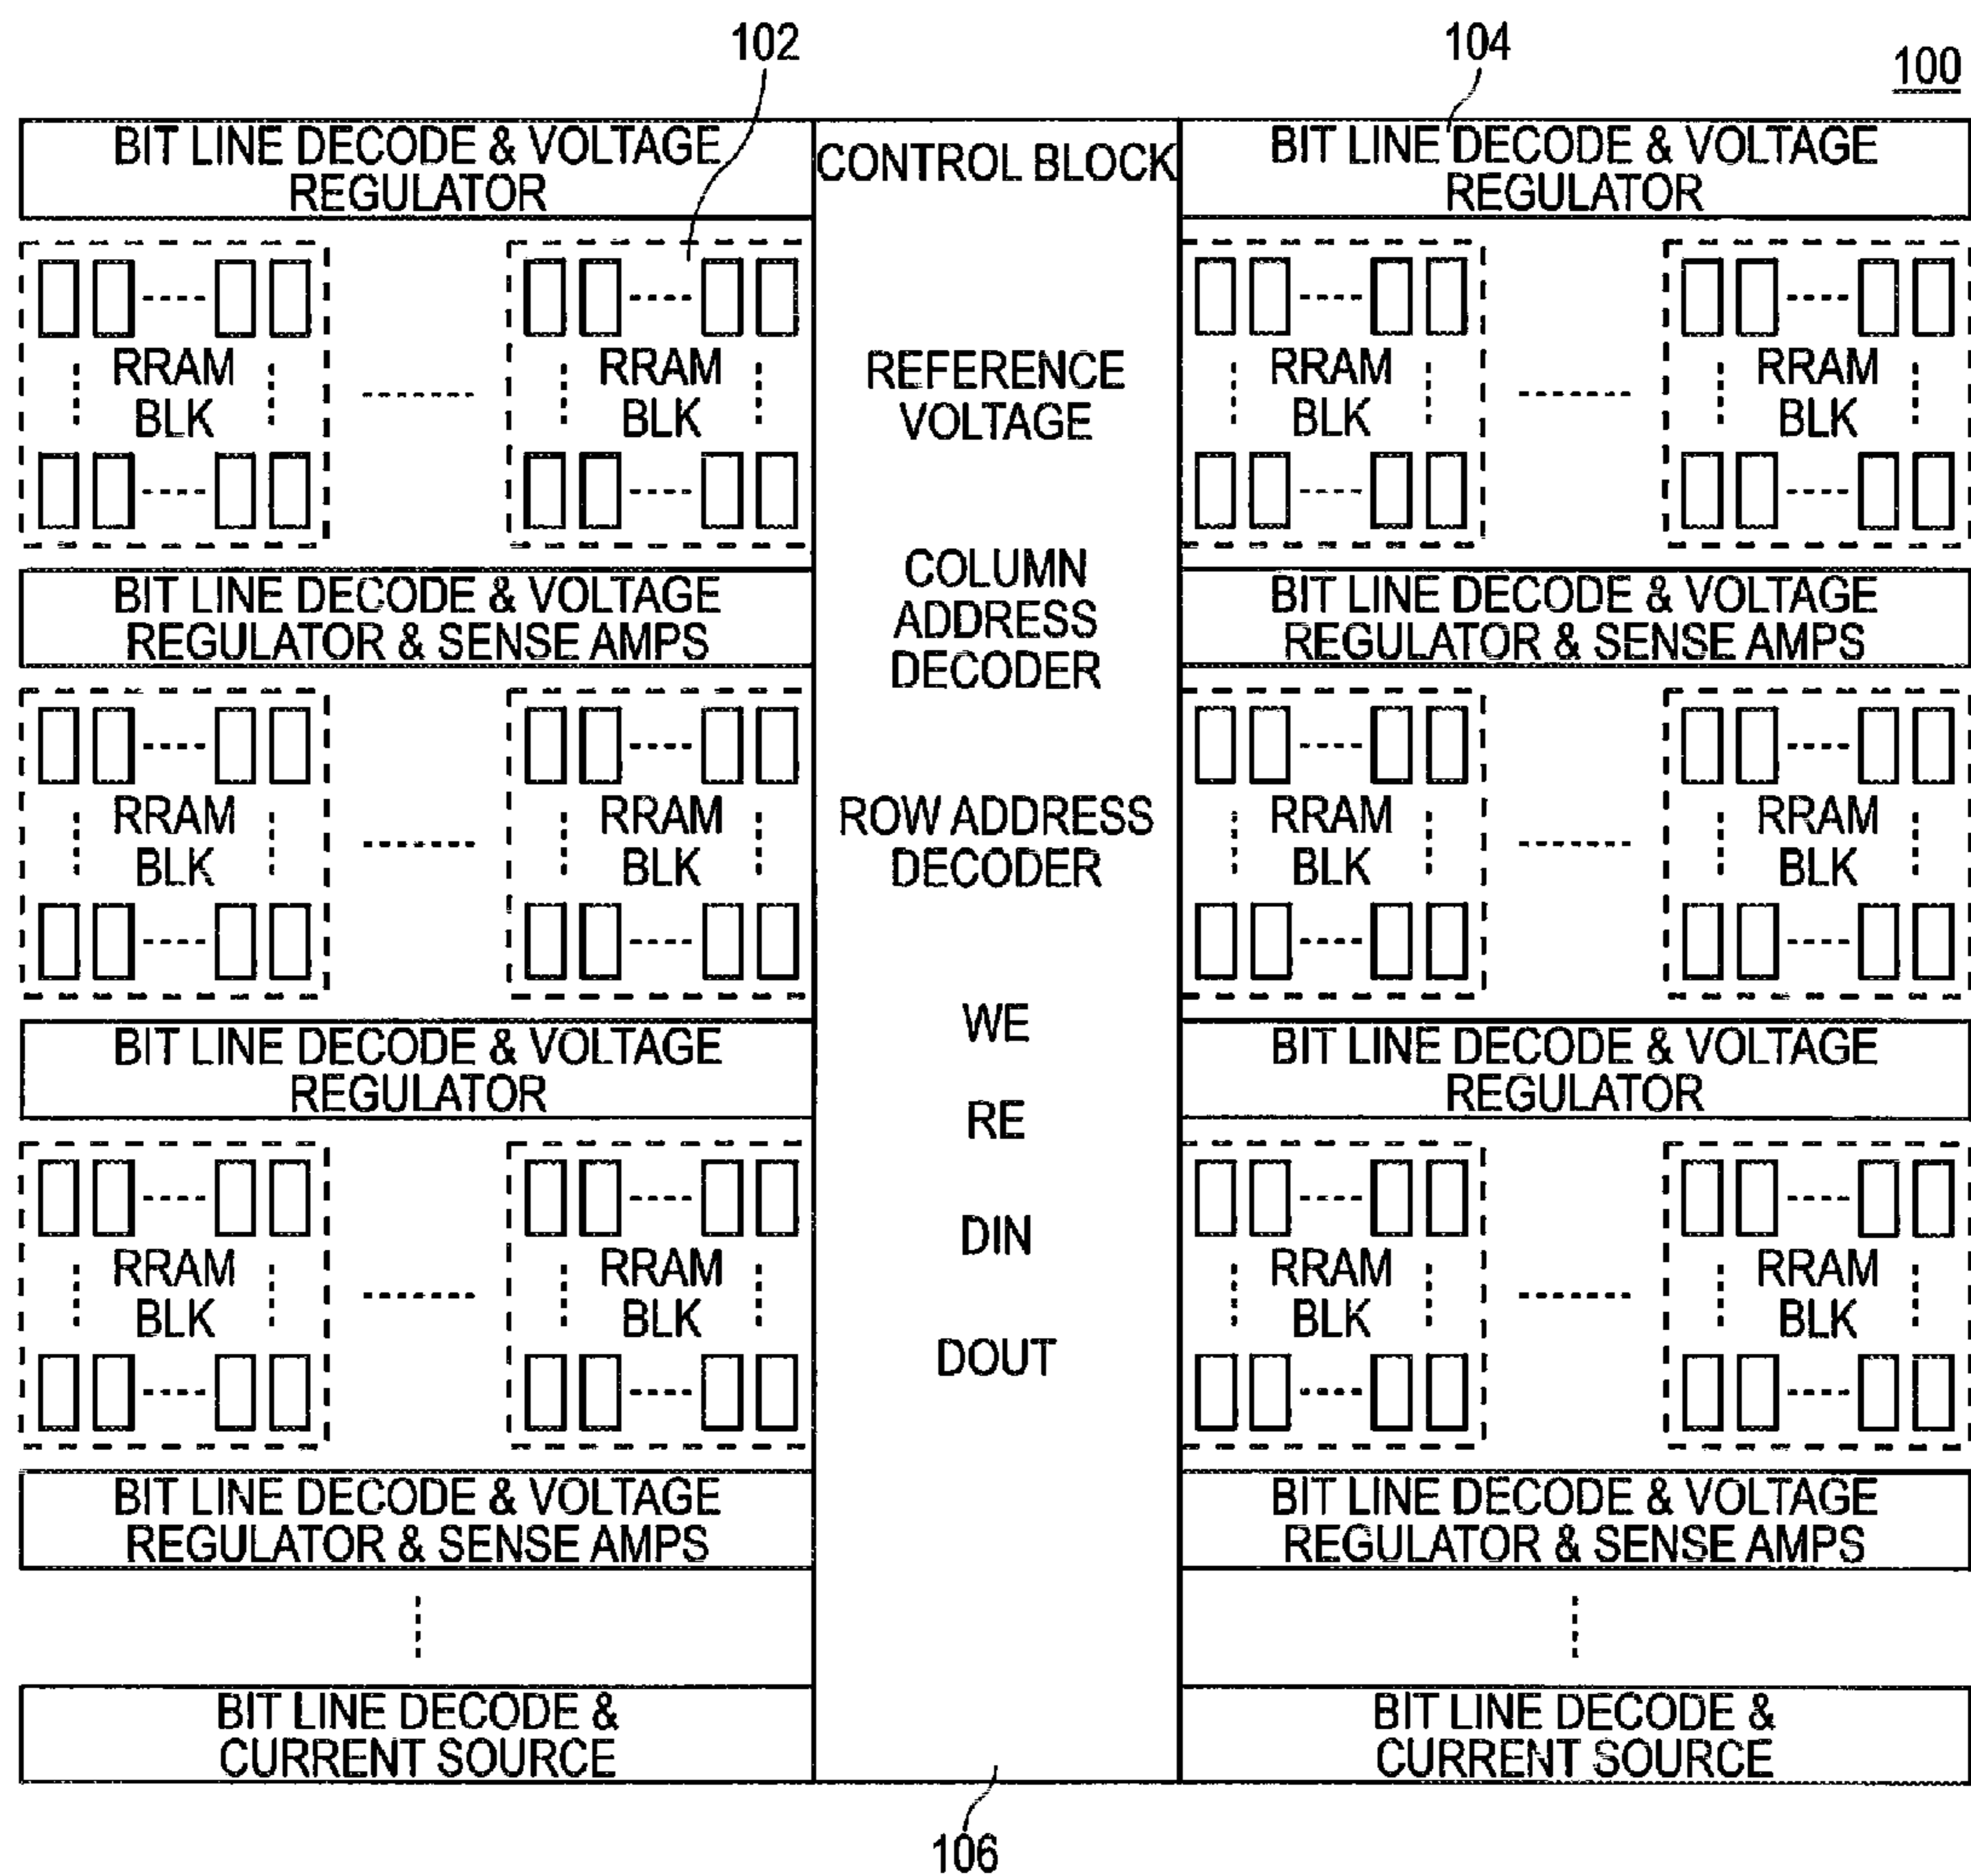 102
104
100
BIT LINE DECODE & VOLTAGE
REGULATOR
CONTROL BLOCK
BIT LINE DECODE & VOLTAGE
REGULATOR
RRAM
BLK
RRAM
BLK
REFERENCE
VOLTAGE
RRAM
BLK
RRAM
BLK
BIT LINE DECODE & VOLTAGE
REGULATOR & SENSE AMPS
COLUMN
ADDRESS
DECODER
BIT LINE DECODE & VOLTAGE
REGULATOR & SENSE AMPS
RRAM
BLK
RRAM
BLK
ROW ADDRESS
DECODER
RRAM
BLK
RRAM
BLK
BIT LINE DECODE & VOLTAGE
REGULATOR
WE
RE
BIT LINE DECODE & VOLTAGE
REGULATOR
RRAM
BLK
RRAM
BLK
DIN
DOUT
RRAM
BLK
RRAM
BLK
BIT LINE DECODE & VOLTAGE
REGULATOR & SENSE AMPS
BIT LINE DECODE & VOLTAGE
REGULATOR & SENSE AMPS
BIT LINE DECODE &
CURRENT SOURCE
BIT LINE DECODE &
CURRENT SOURCE
106